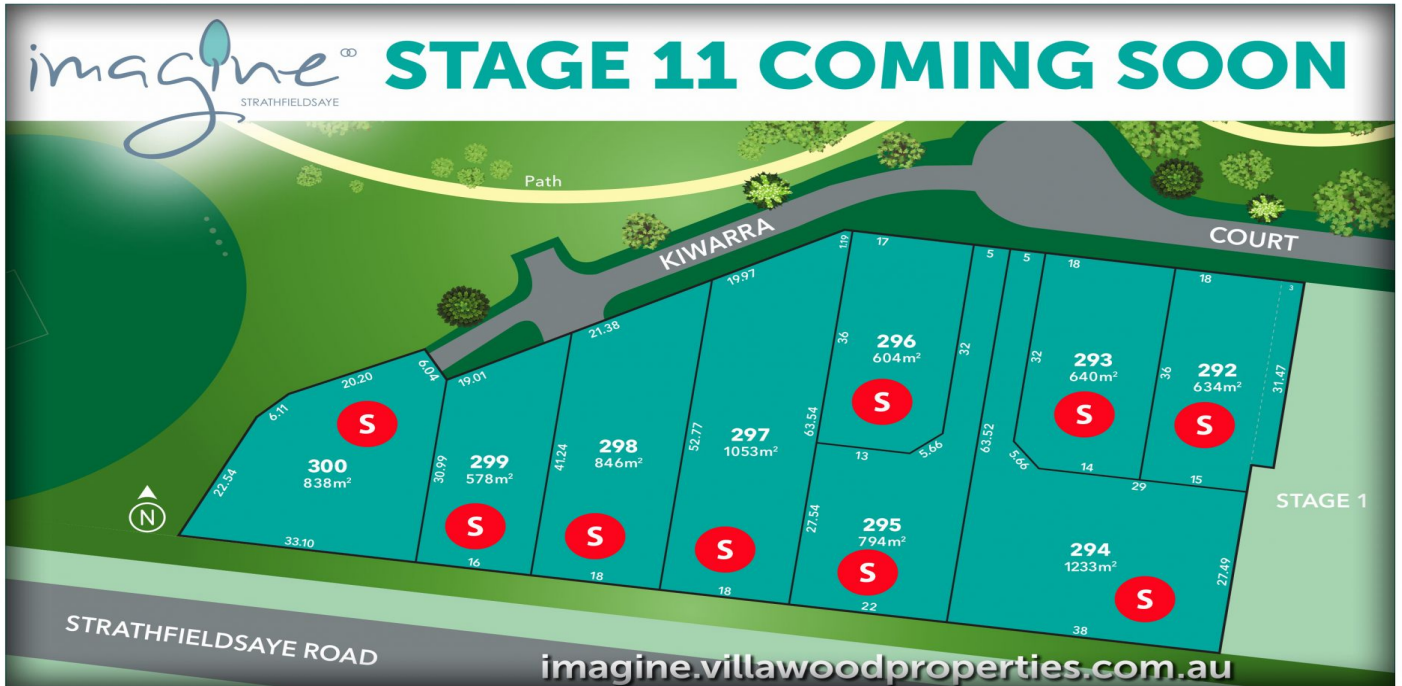 imagine
STRATHFIELDSAYE
STAGE 11 COMING SOON
Path
KIWARRA
COURT
17
5
5
18
18
3
1.19
19.97
21.38
19.01
6.04
20.20
6.11
22.54
33.10
300
838m²
S
30.99
299
578m²
S
16
41.24
298
846m²
S
18
52.77
297
1053m²
S
18
63.54
36
296
604m²
S
32
13
5.66
27.54
295
794m²
S
22
63.52
32
293
640m²
S
5.66
14
36
292
634m²
S
31.47
15
29
294
1233m²
S
27.49
38
STAGE 1
N
STRATHFIELDSAYE ROAD
imagine.villawoodproperties.com.au